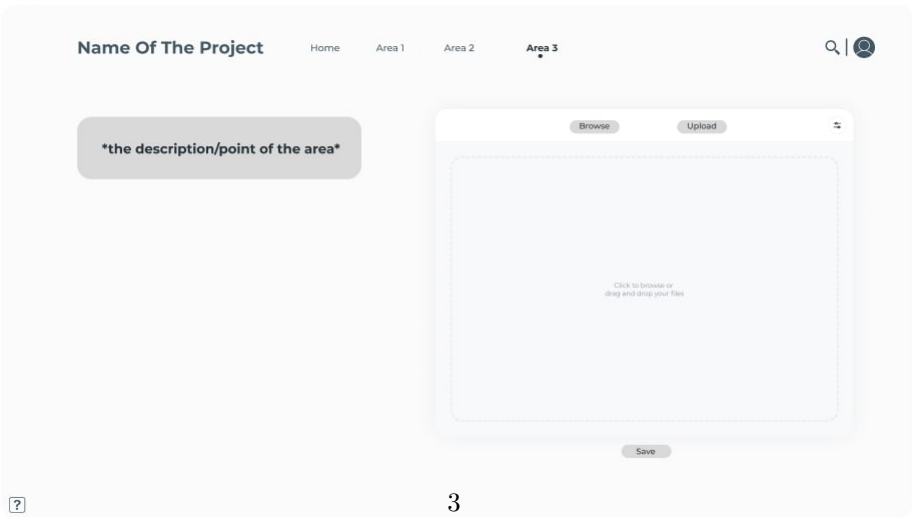 Name Of The Project Home Area 1 Area 2 Area 3
*the description/point of the area*
Browse Upload
Click to browse or
drag and drop your files
Save
?
3